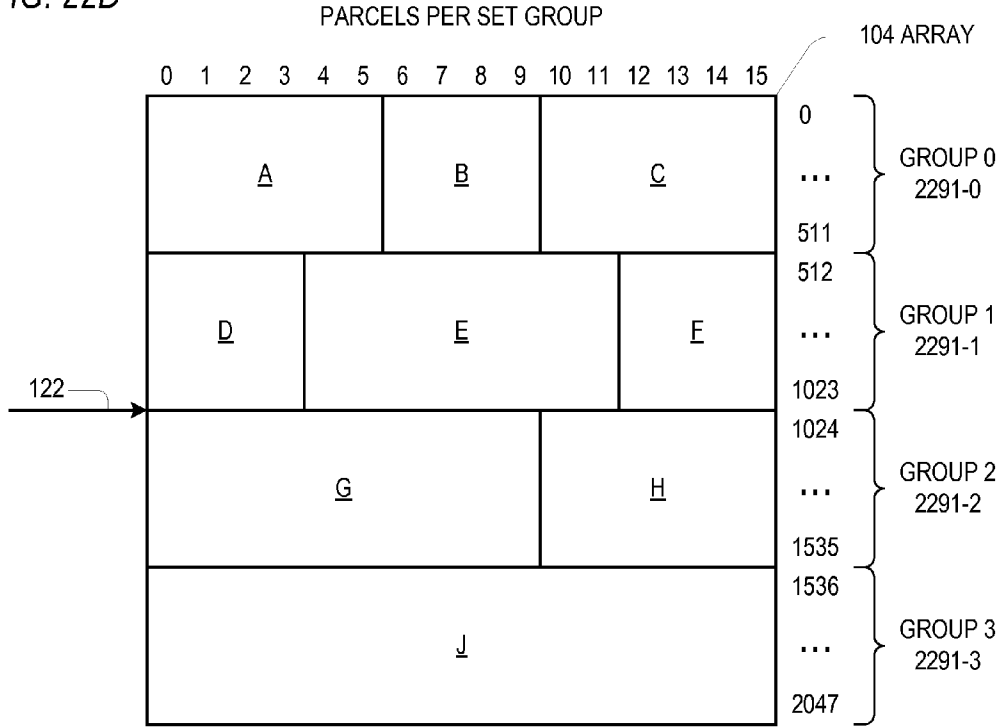 PARCELS PER SET GROUP
104 ARRAY
0 1 2 3 4 5 6 7 8 9 10 11 12 13 14 15
0
A B C ... GROUP 0
2291-0
511
512
D E F ... GROUP 1
2291-1
122
1023
1024
G H ... GROUP 2
2291-2
1535
1536
J ... GROUP 3
2291-3
2047